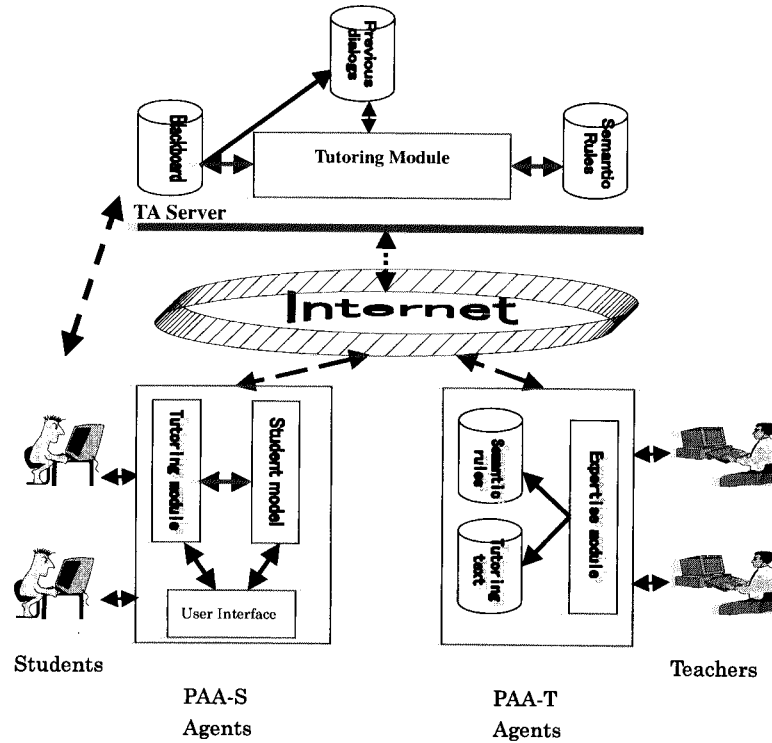 Previous
dialogs
Blackboard
Tutoring Module
Semantic
Rules
TA Server
Internet
Tutoring module
Student model
User Interface
Semantic
rules
Tutoring
text
Expertise module
Students
Teachers
PAA-S
Agents
PAA-T
Agents